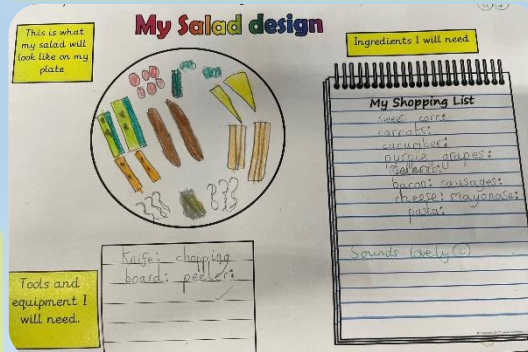 My Salad design
This is what
my salad will
look like on my
plate
Ingredients I will need
My Shopping List
sweet corn:
carrots:
cucumber:
purple grapes:
bacon: sausages:
cheese: mayonase:
pasta:
Sounds lovely
Tools and
equipment I
will need.
knife: chopping
board: peeler: